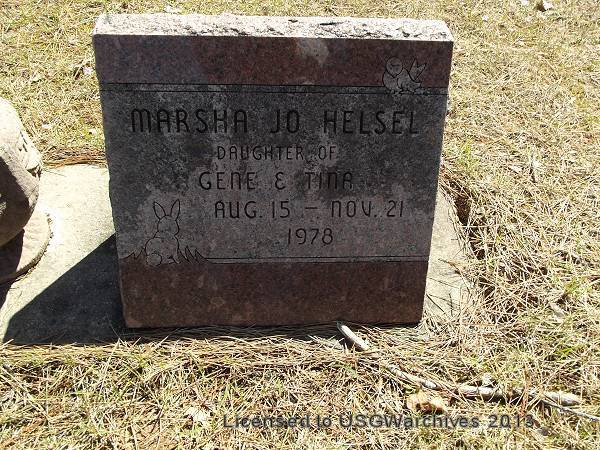 MARSHA JO HELSEL
DAUGHTER OF
GENE & TINA
AUG. 15 – NOV. 21
1978
Licensed to USGWarchives 2013